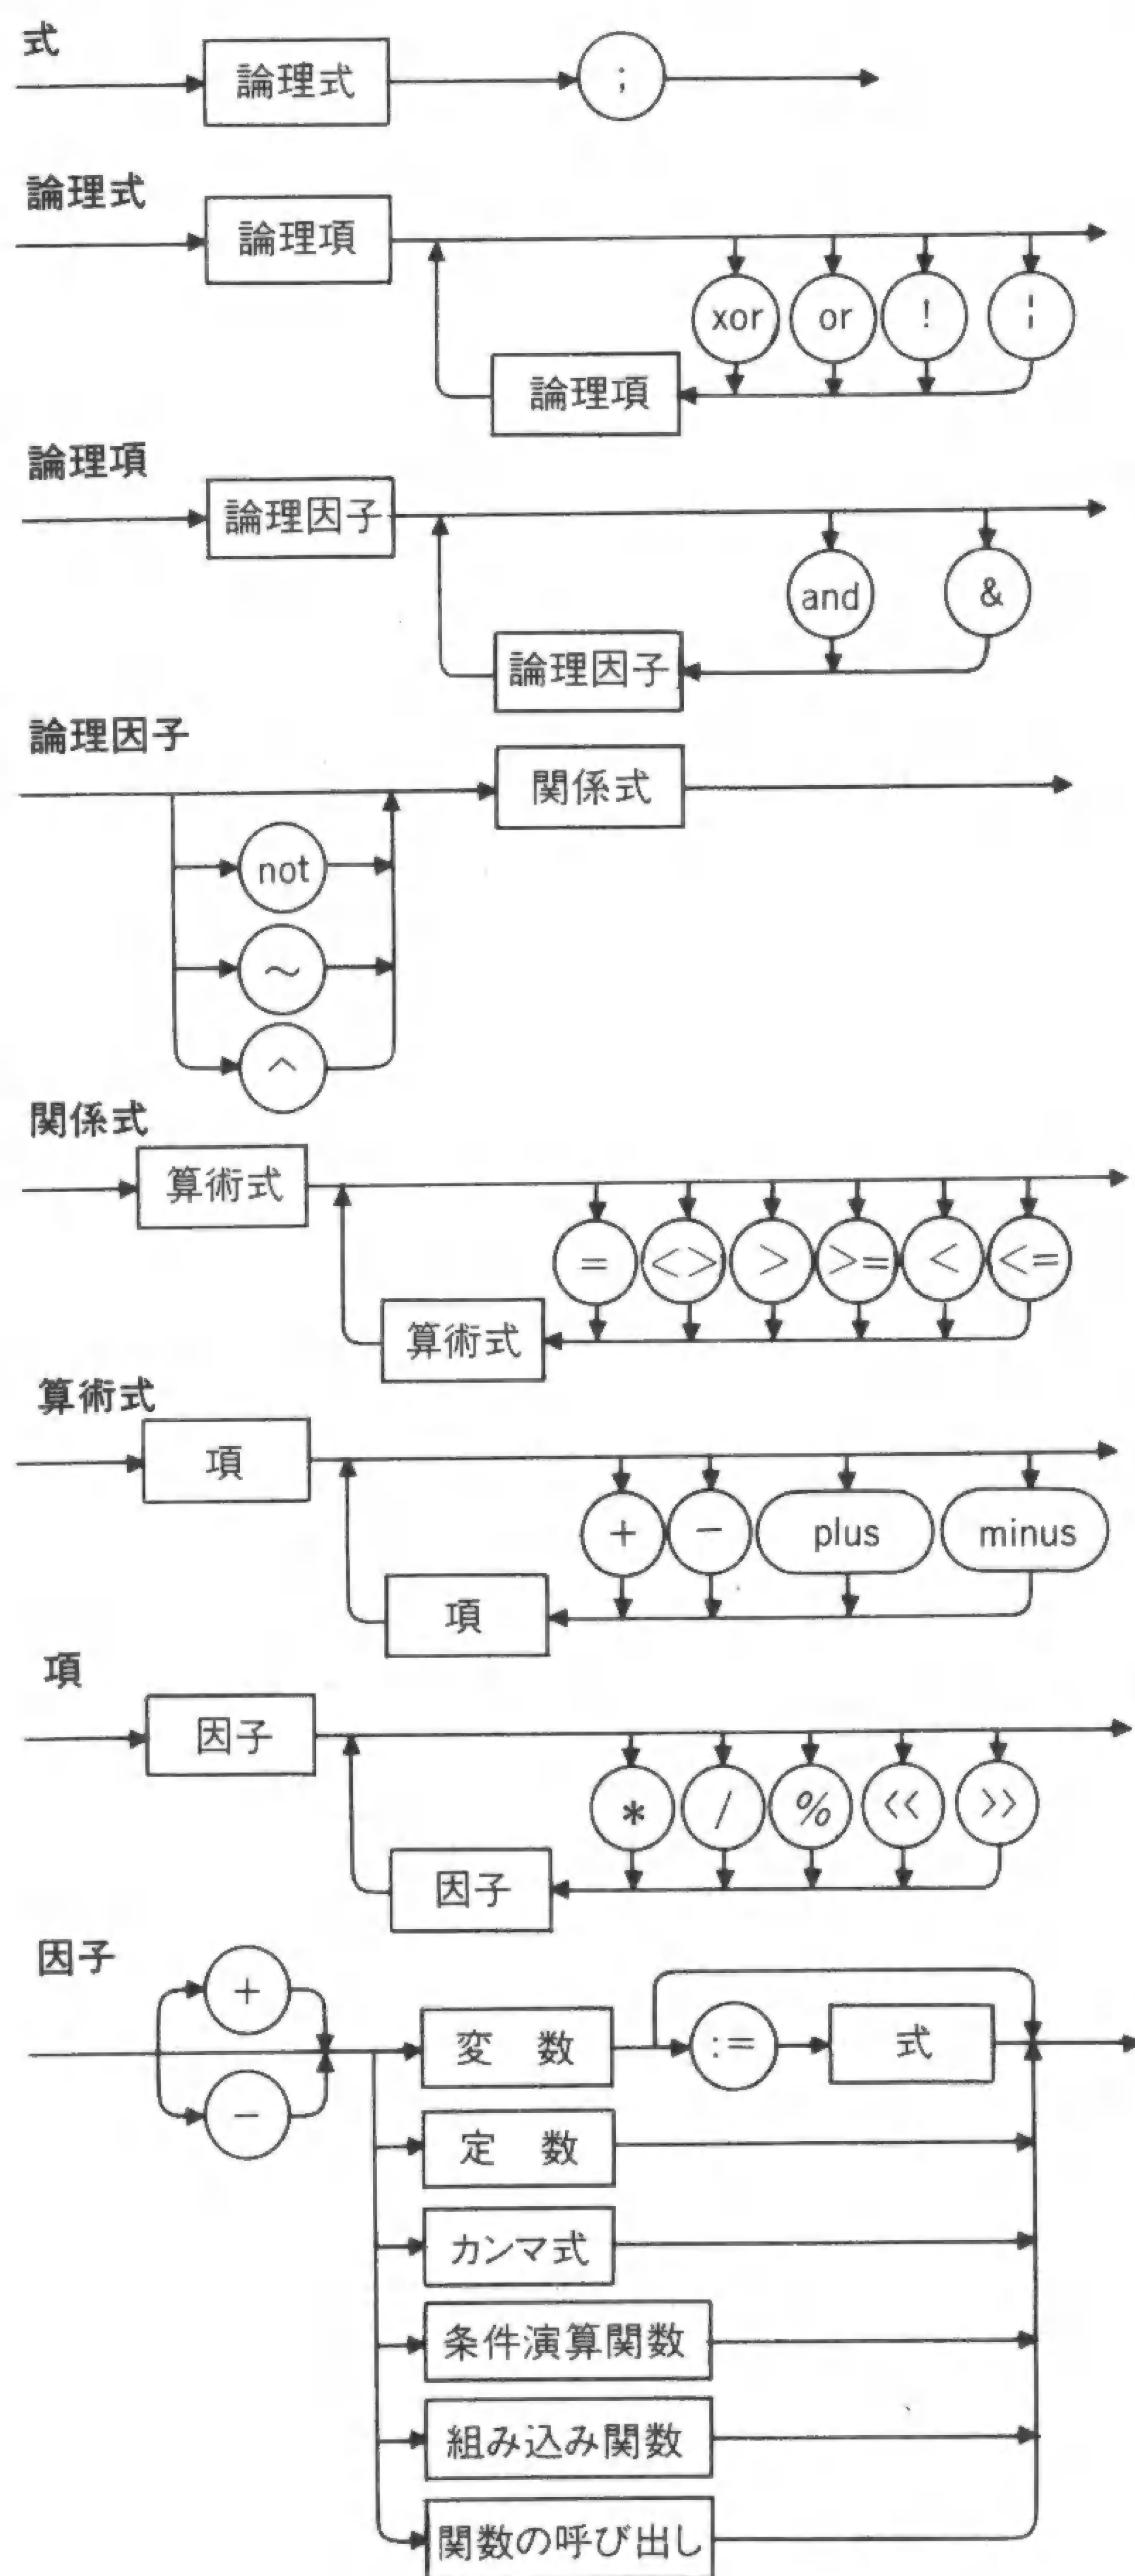 式
論理式 ;
論理式
論理項
xor or ! ¦
論理項
論理項
論理因子
and &
論理因子
論理因子
関係式
not
~
^
関係式
算術式
= <> > >= < <=
算術式
算術式
項
+ - plus minus
項
項
因子
* / % << >>
因子
因子
+
変 数 := 式
-
定 数
カンマ式
条件演算関数
組み込み関数
関数の呼び出し